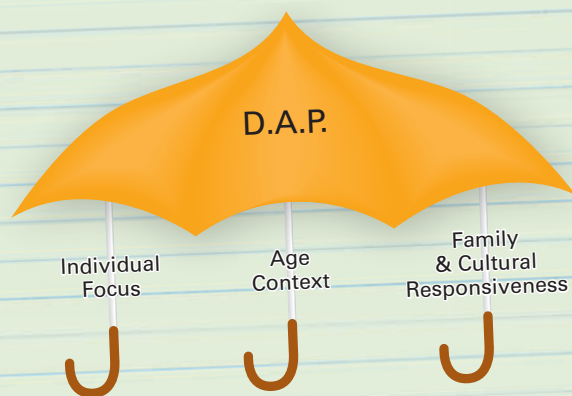 D.A.P.
Individual
Focus
Age
Context
Family
& Cultural
Responsiveness